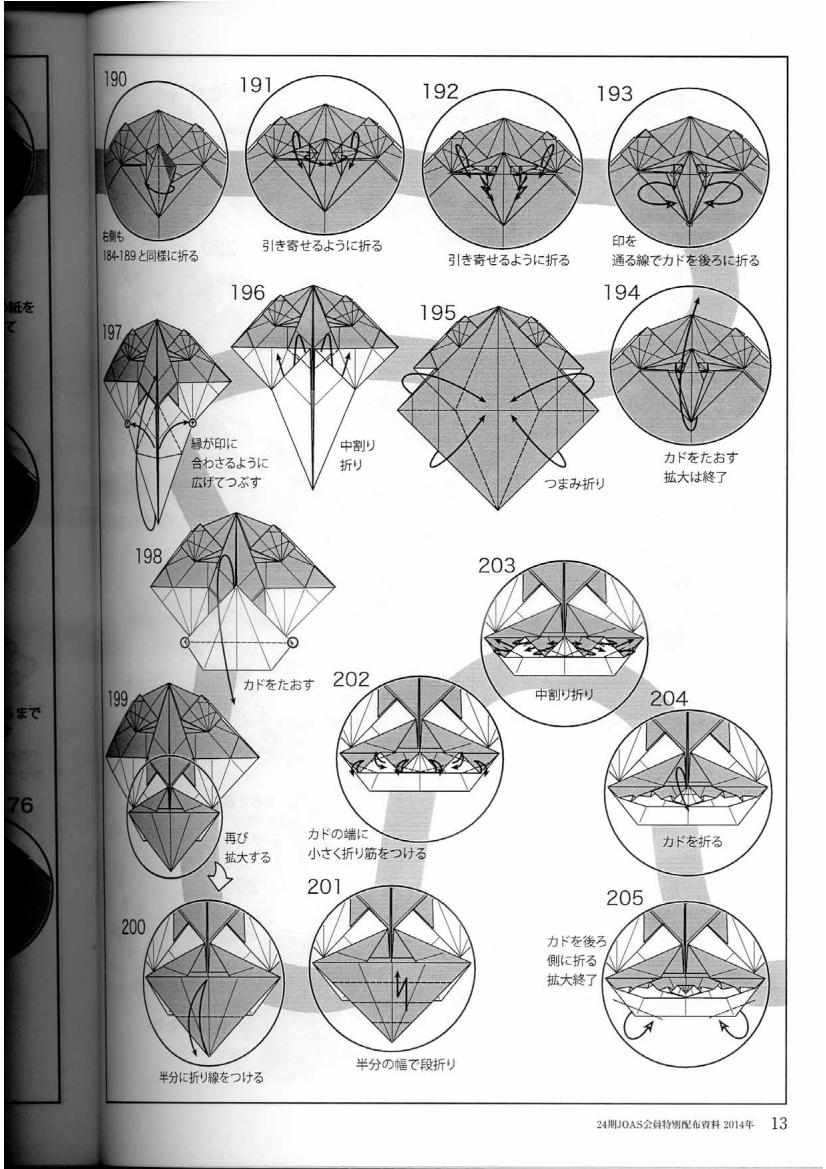 190
右側も
184-189と同様に折る
191
引き寄せるように折る
192
引き寄せるように折る
193
印を
通る線でカドを後ろに折る
194
カドをたおす
拡大は終了
195
つまみ折り
196
中割り
折り
197
縁が印に
合わさるように
広げてつぶす
198
カドをたおす
199
再び
拡大する
200
半分に折り線をつける
201
半分の幅で段折り
202
カドの端に
小さく折り筋をつける
203
中割り折り
204
カドを折る
205
カドを後ろ
側に折る
拡大終了
紙を
て
まで
76
24期JOAS会員特別配布資料 2014年 13